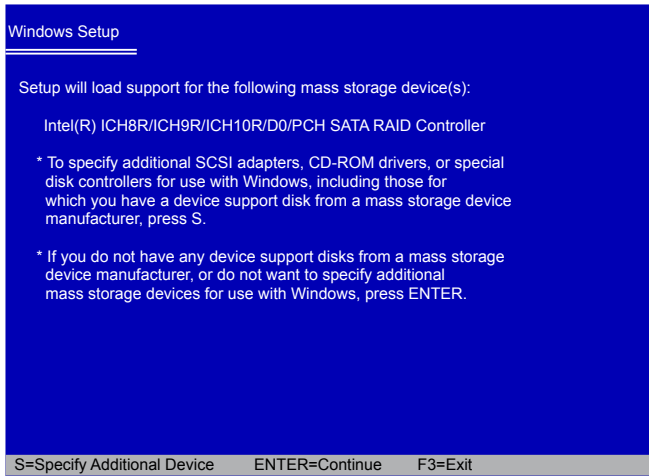 Windows Setup
Setup will load support for the following mass storage device(s):
Intel(R) ICH8R/ICH9R/ICH10R/D0/PCH SATA RAID Controller
* To specify additional SCSI adapters, CD-ROM drivers, or special
disk controllers for use with Windows, including those for
which you have a device support disk from a mass storage device
manufacturer, press S.
* If you do not have any device support disks from a mass storage
device manufacturer, or do not want to specify additional
mass storage devices for use with Windows, press ENTER.
S=Specify Additional Device ENTER=Continue F3=Exit